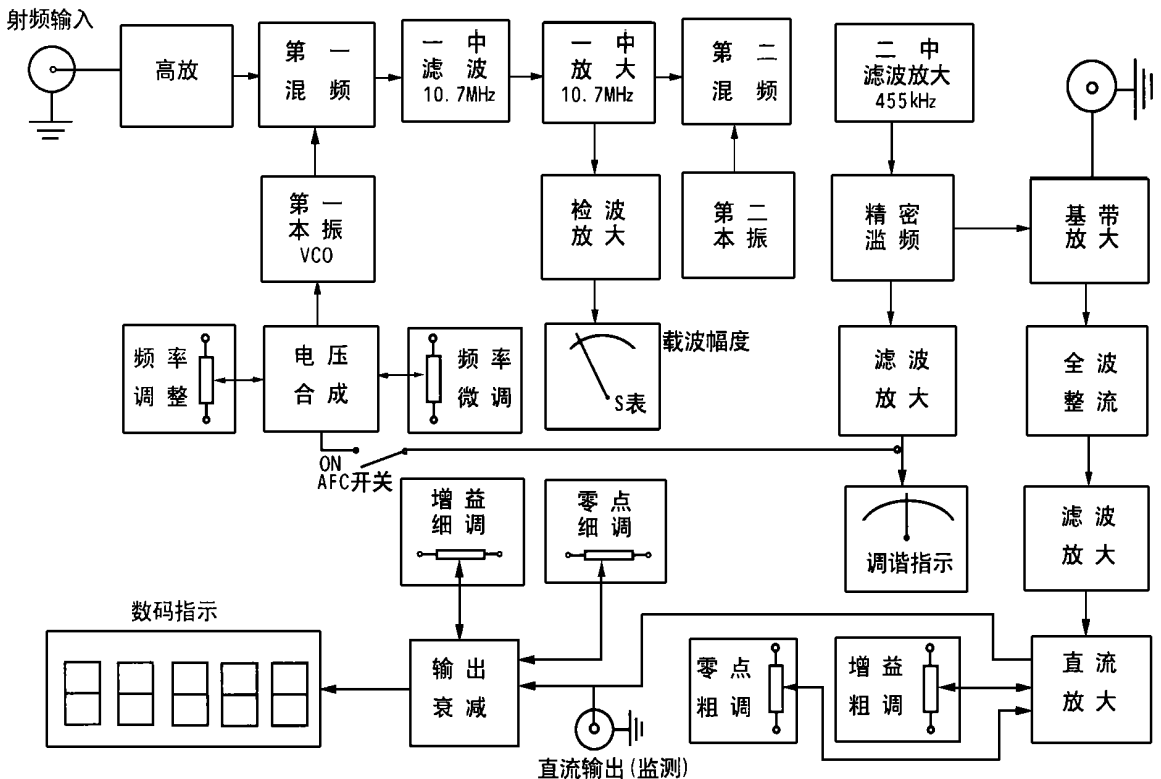 射频输入
高放
第一
混频
一中
滤波
10.7MHz
一中
放大
10.7MHz
第二
混频
二中
滤波放大
455kHz
第一
本振
VCO
检波
放大
第二
本振
精密
滥频
基带
放大
频率
调整
电压
合成
频率
微调
载波幅度
S表
滤波
放大
全波
整流
ON
AFC开关
增益
细调
零点
细调
调谐指示
滤波
放大
数码指示
输出
衰减
零点
粗调
增益
粗调
直流
放大
直流输出(监测)